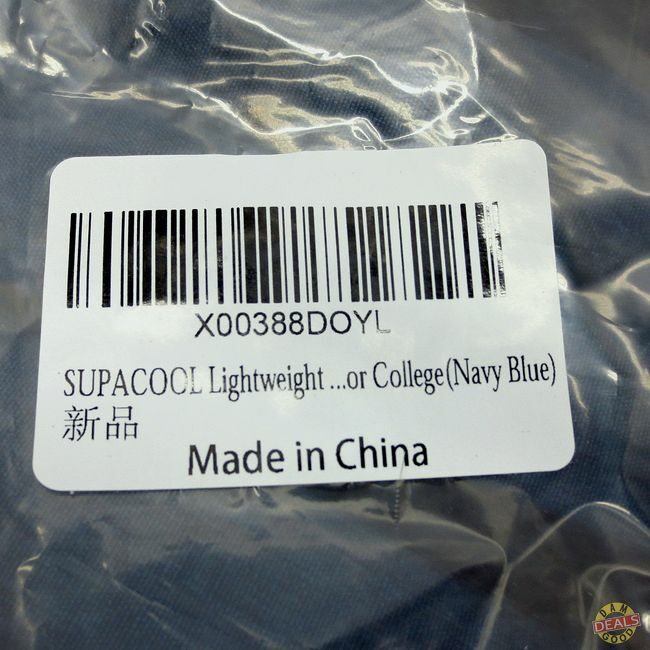 X00388DOYL
SUPACOOL Lightweight ...or College(Navy Blue)
新品
Made in China
DAM
DEALS
GOOD